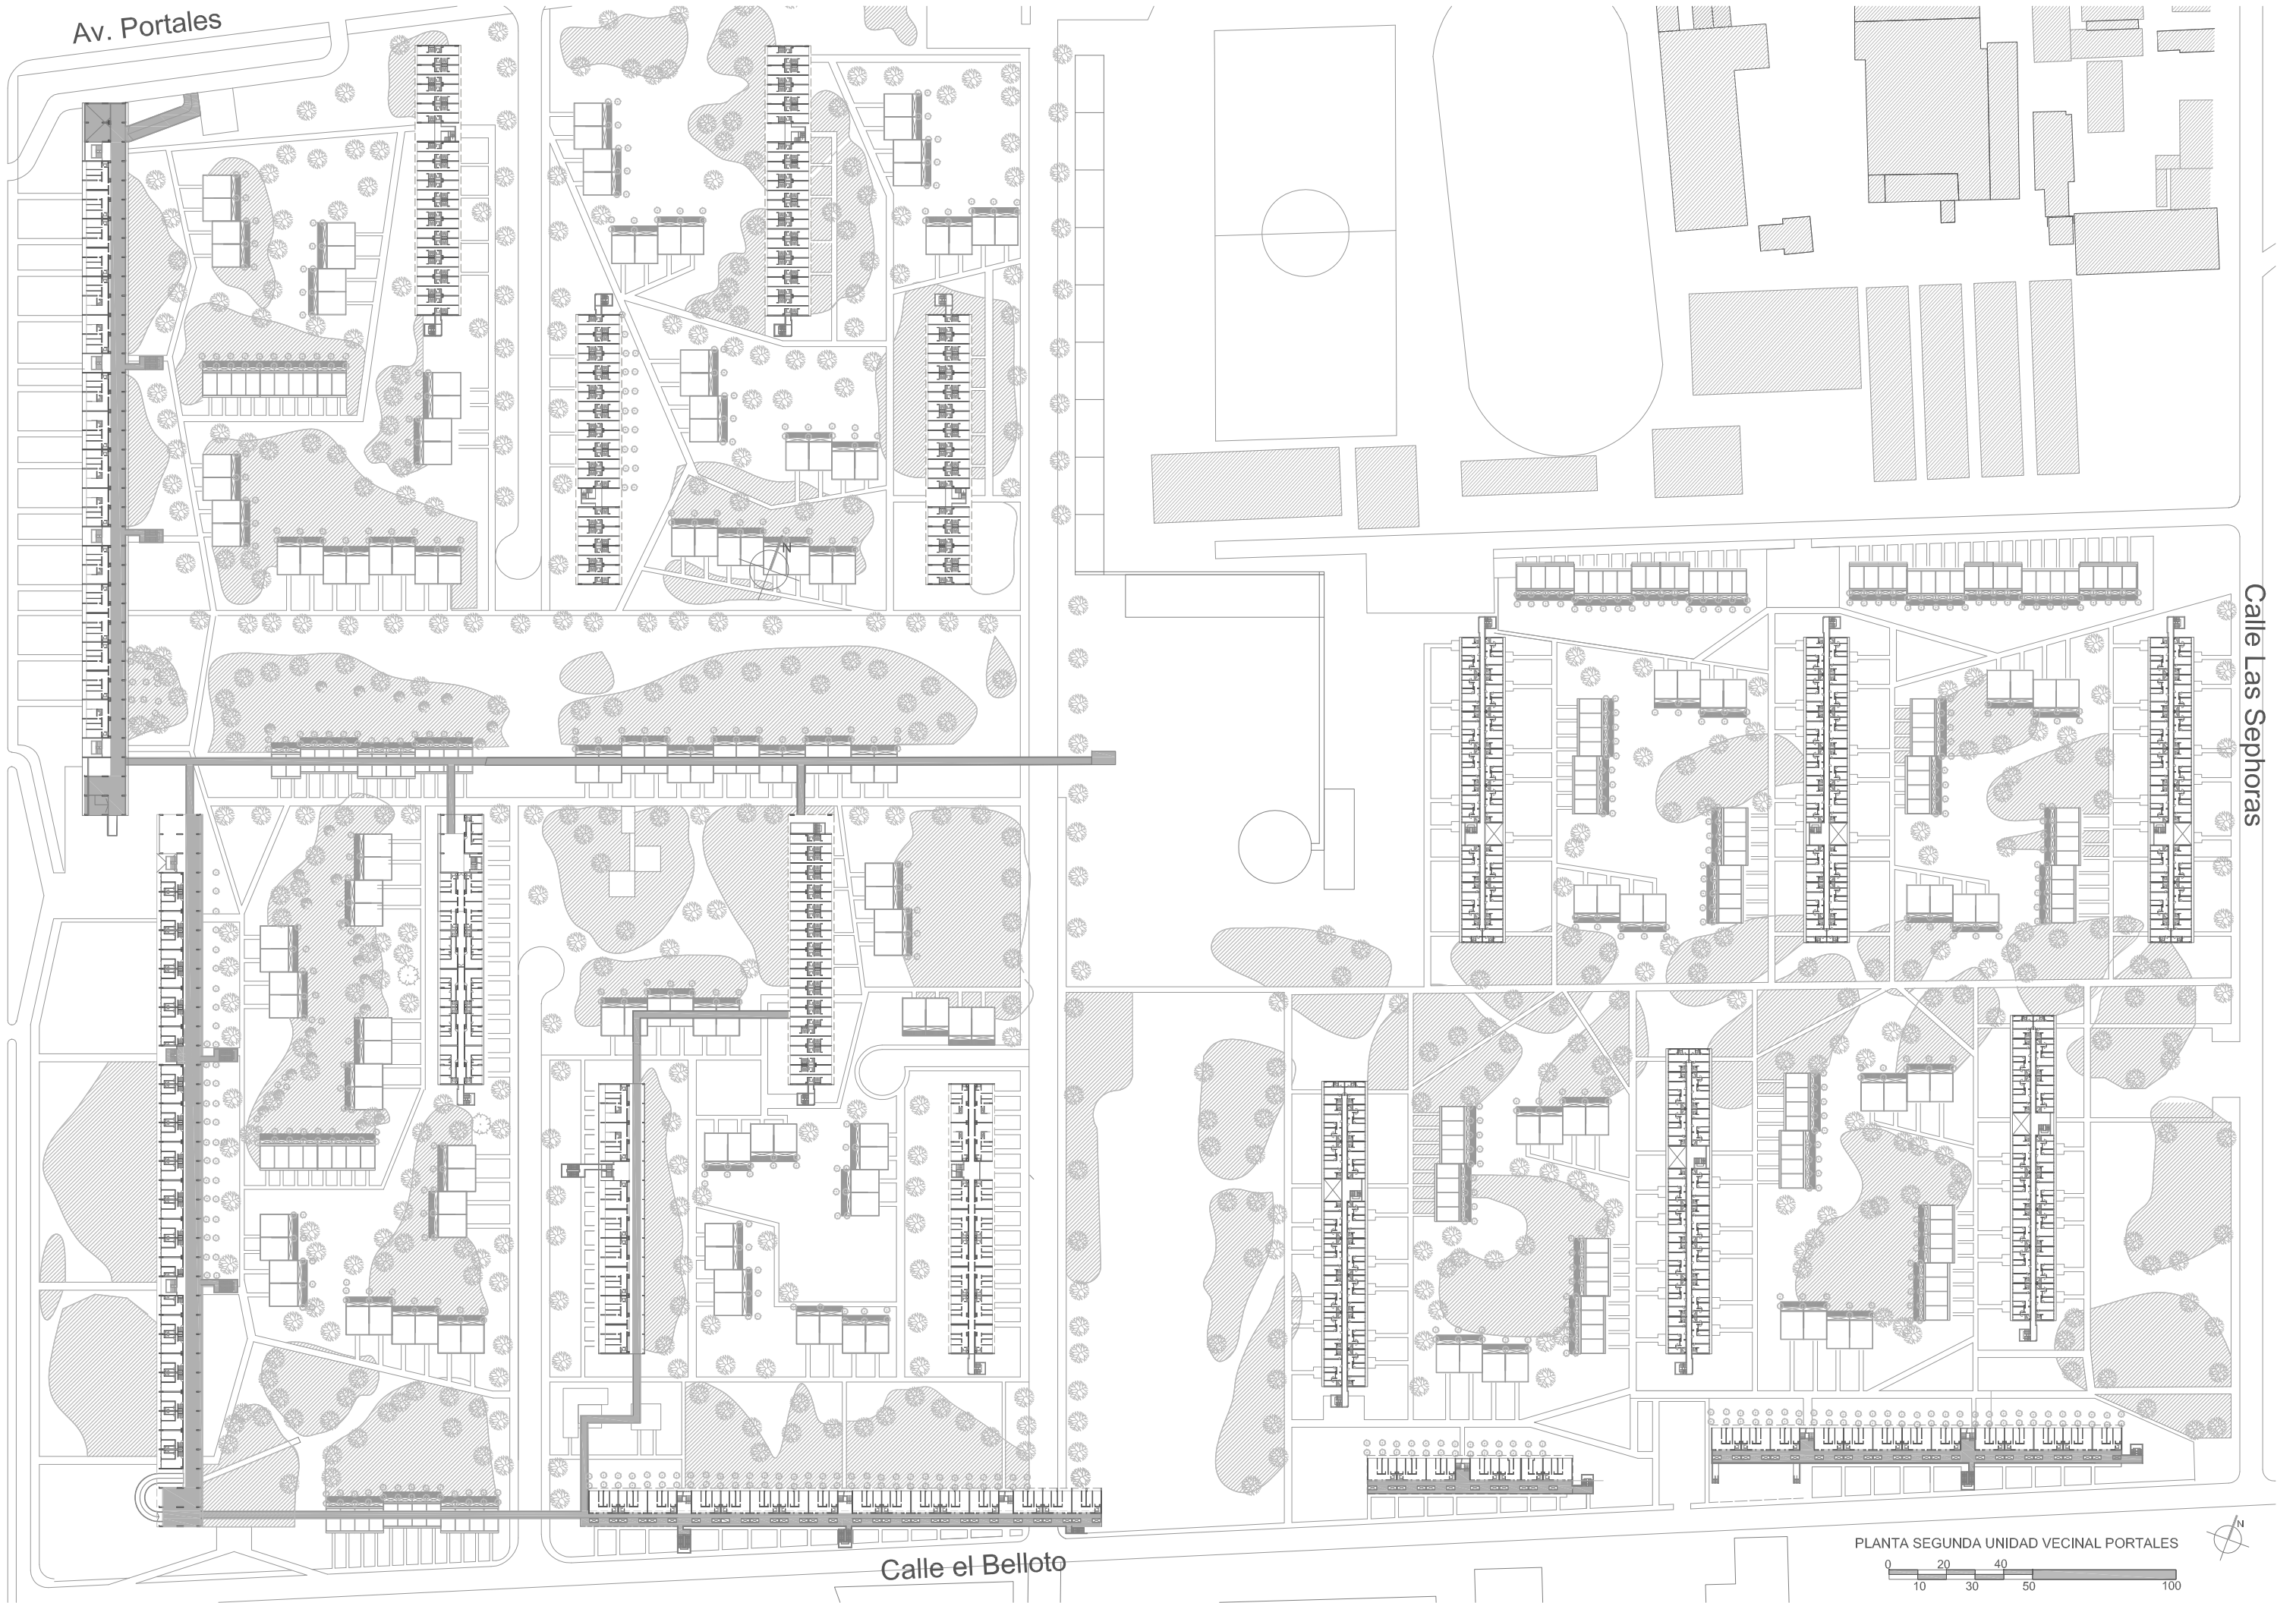 Av. Portales
N
Calle Las Sephoras
Calle el Belloto
PLANTA SEGUNDA UNIDAD VECINAL PORTALES
N
0 20 40
10 30 50 100